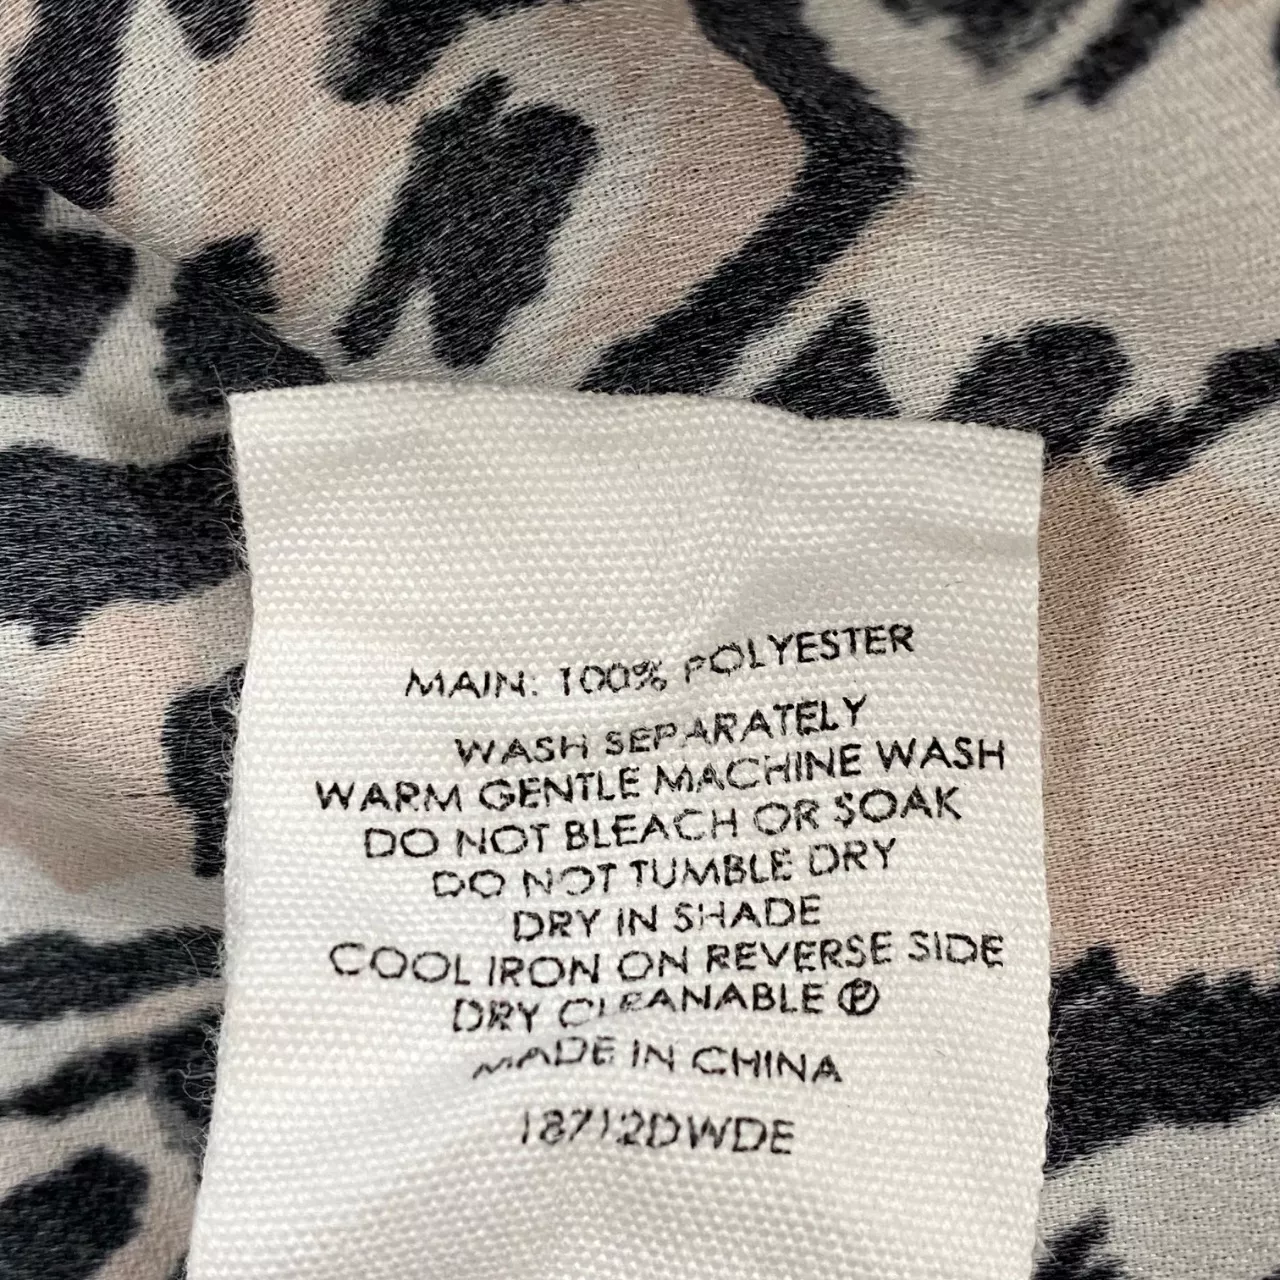 MAIN: 100% POLYESTER
WASH SEPARATELY
WARM GENTLE MACHINE WASH
DO NOT BLEACH OR SOAK
DO NOT TUMBLE DRY
DRY IN SHADE
COOL IRON ON REVERSE SIDE
DRY CLEANABLE Ⓟ
MADE IN CHINA
18712DWDE